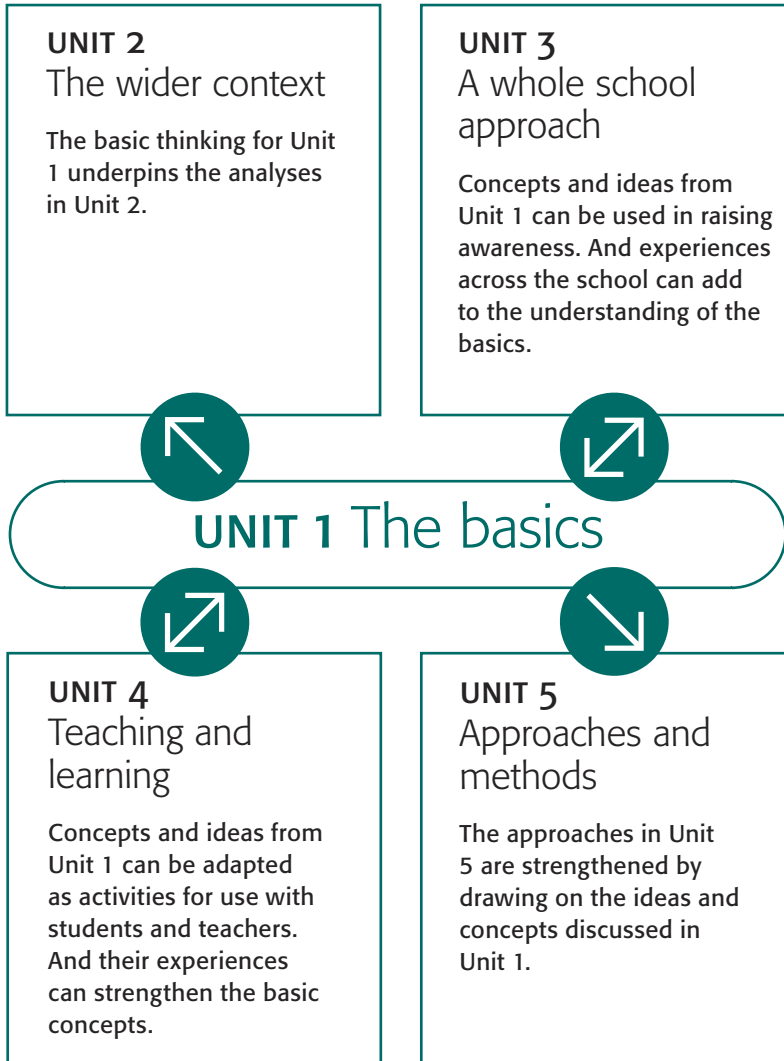 UNIT 2
The wider context
The basic thinking for Unit
1 underpins the analyses
in Unit 2.
UNIT 3
A whole school
approach
Concepts and ideas from
Unit 1 can be used in raising
awareness. And experiences
across the school can add
to the understanding of the
basics.
UNIT 1 The basics
UNIT 4
Teaching and
learning
Concepts and ideas from
Unit 1 can be adapted
as activities for use with
students and teachers.
And their experiences
can strengthen the basic
concepts.
UNIT 5
Approaches and
methods
The approaches in Unit
5 are strengthened by
drawing on the ideas and
concepts discussed in
Unit 1.